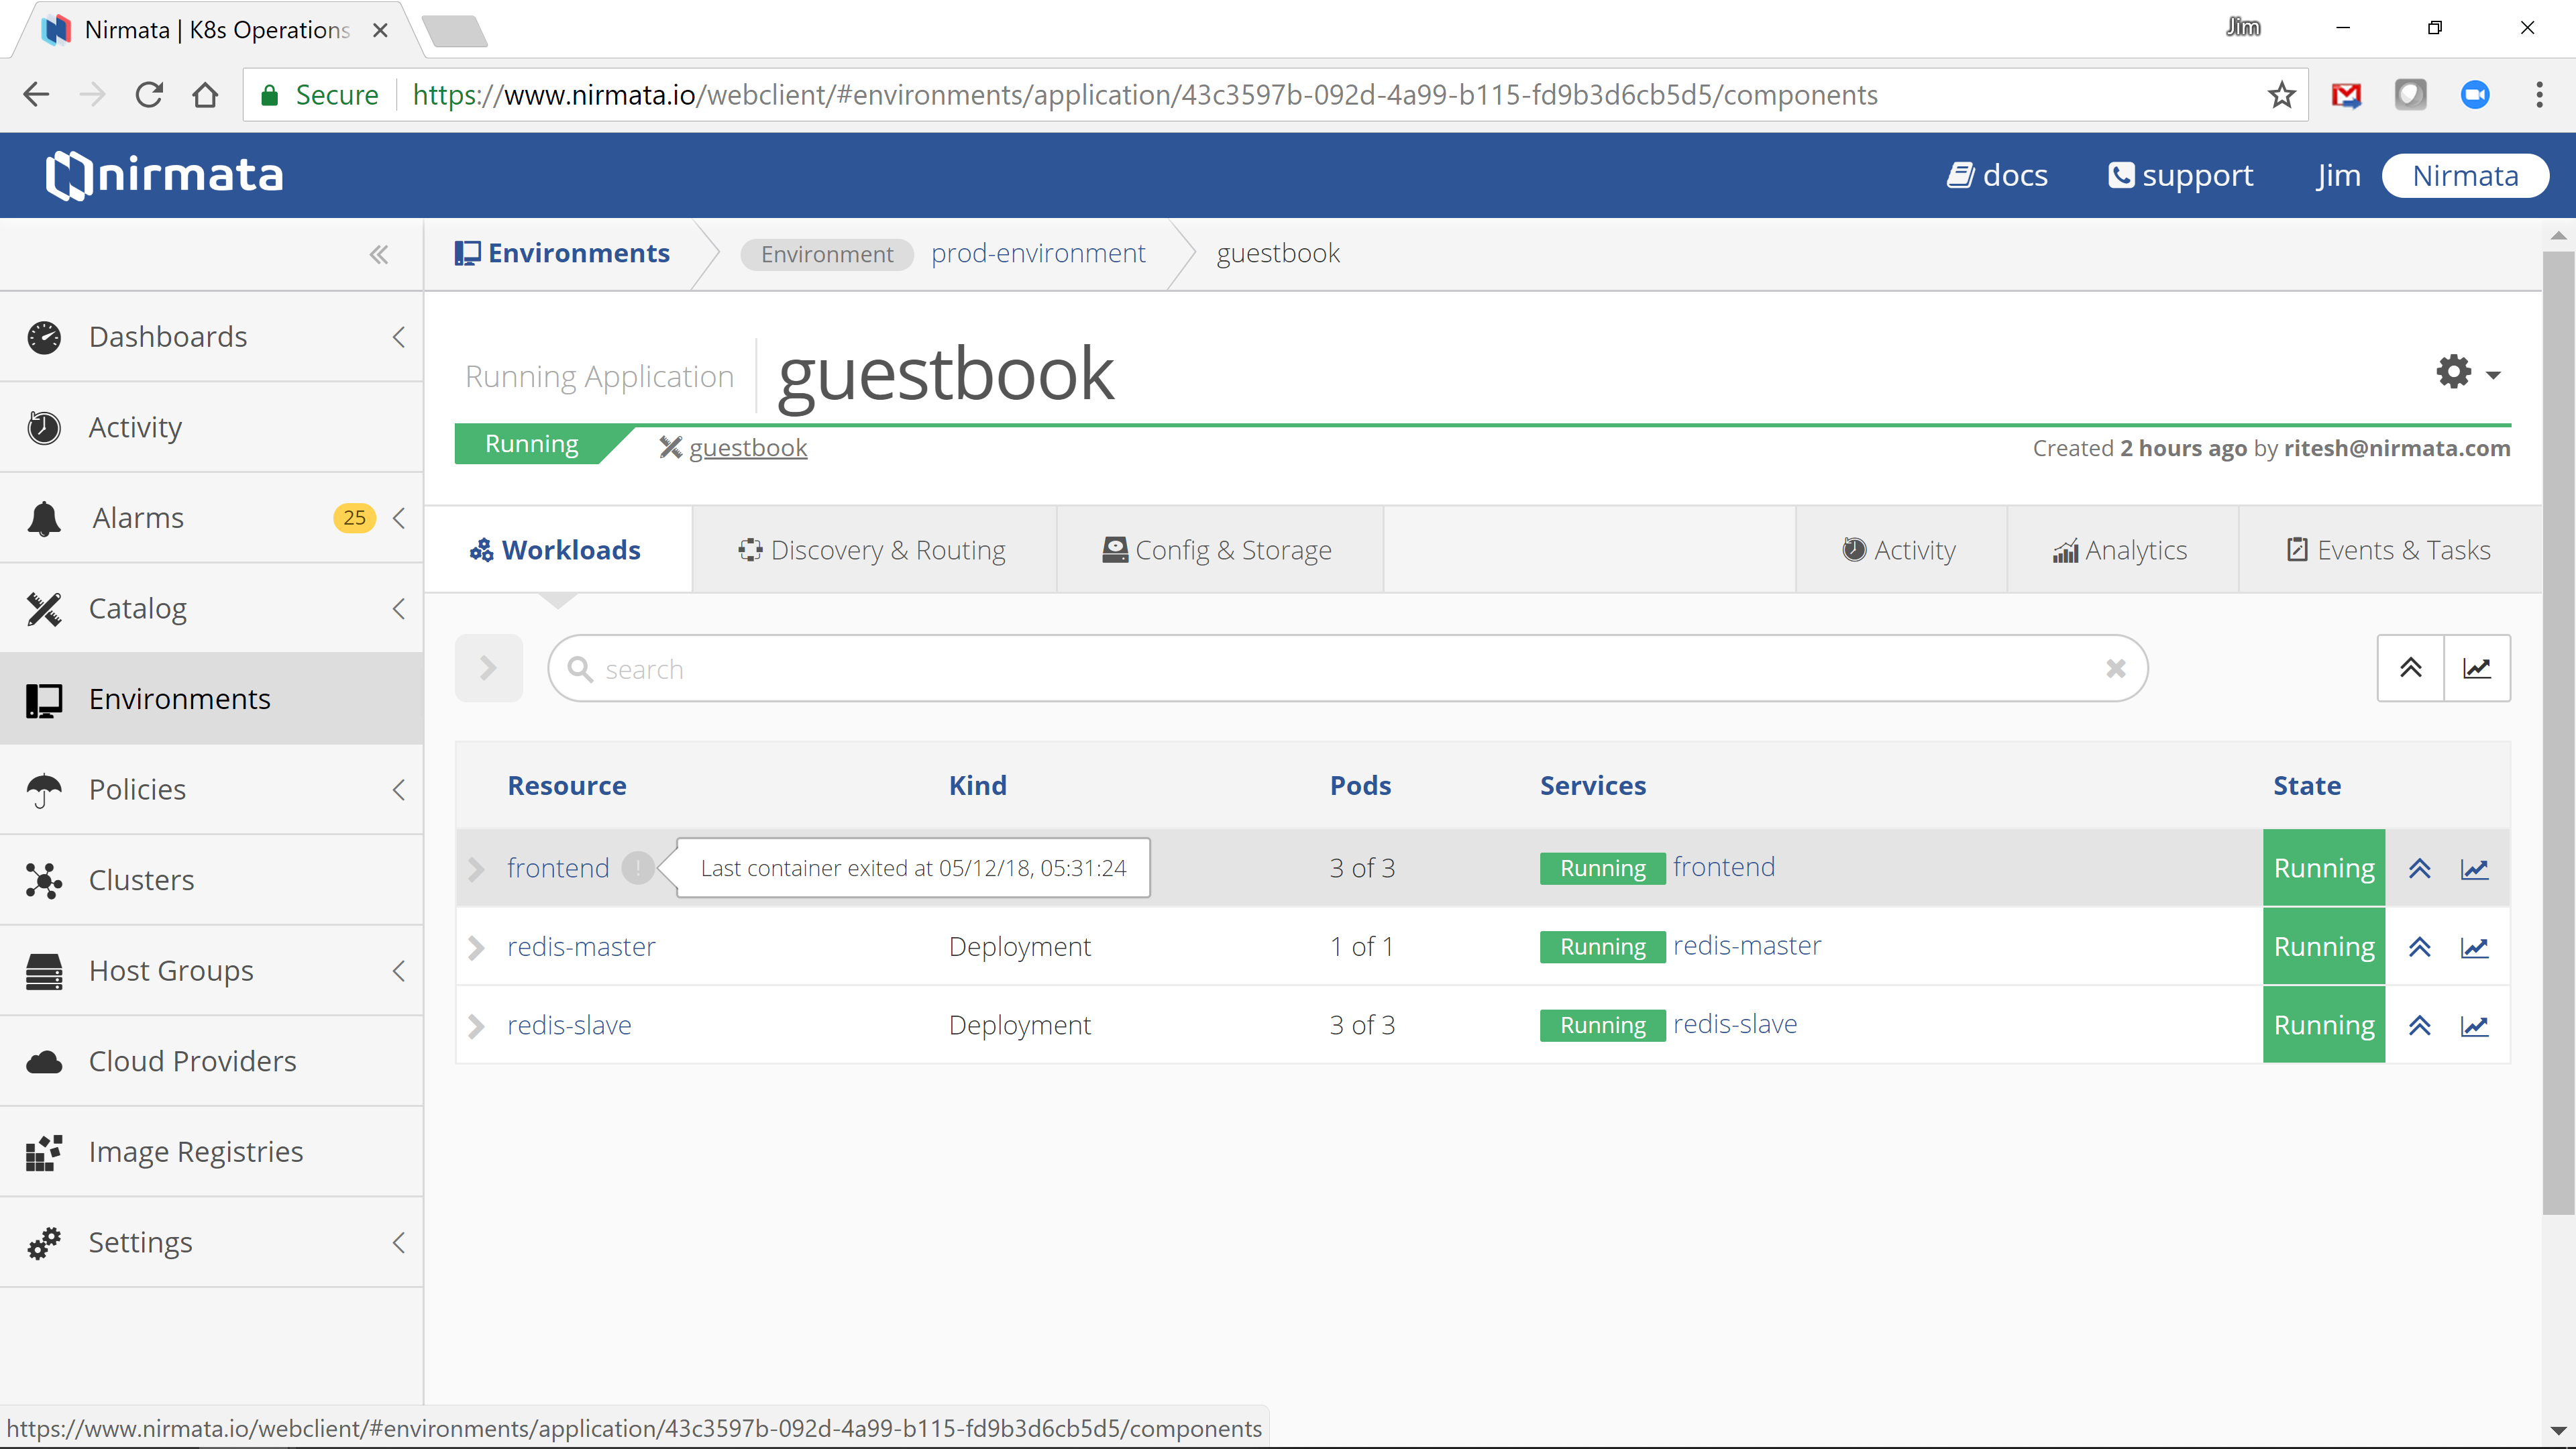 Nirmata | K8s Operations
Jim
Secure https://www.nirmata.io/webclient/#environments/application/43c3597b-092d-4a99-b115-fd9b3d6cb5d5/components
nirmata docs support Jim Nirmata
Environments Environment prod-environment guestbook
Dashboards
Activity
Alarms 25
Catalog
Environments
Policies
Clusters
Host Groups
Cloud Providers
Image Registries
Settings
Running Application guestbook
Running guestbook Created 2 hours ago by ritesh@nirmata.com
Workloads Discovery & Routing Config & Storage Activity Analytics Events & Tasks
search
Resource Kind Pods Services State
frontend ! Last container exited at 05/12/18, 05:31:24 3 of 3 Running frontend Running
redis-master Deployment 1 of 1 Running redis-master Running
redis-slave Deployment 3 of 3 Running redis-slave Running
https://www.nirmata.io/webclient/#environments/application/43c3597b-092d-4a99-b115-fd9b3d6cb5d5/components